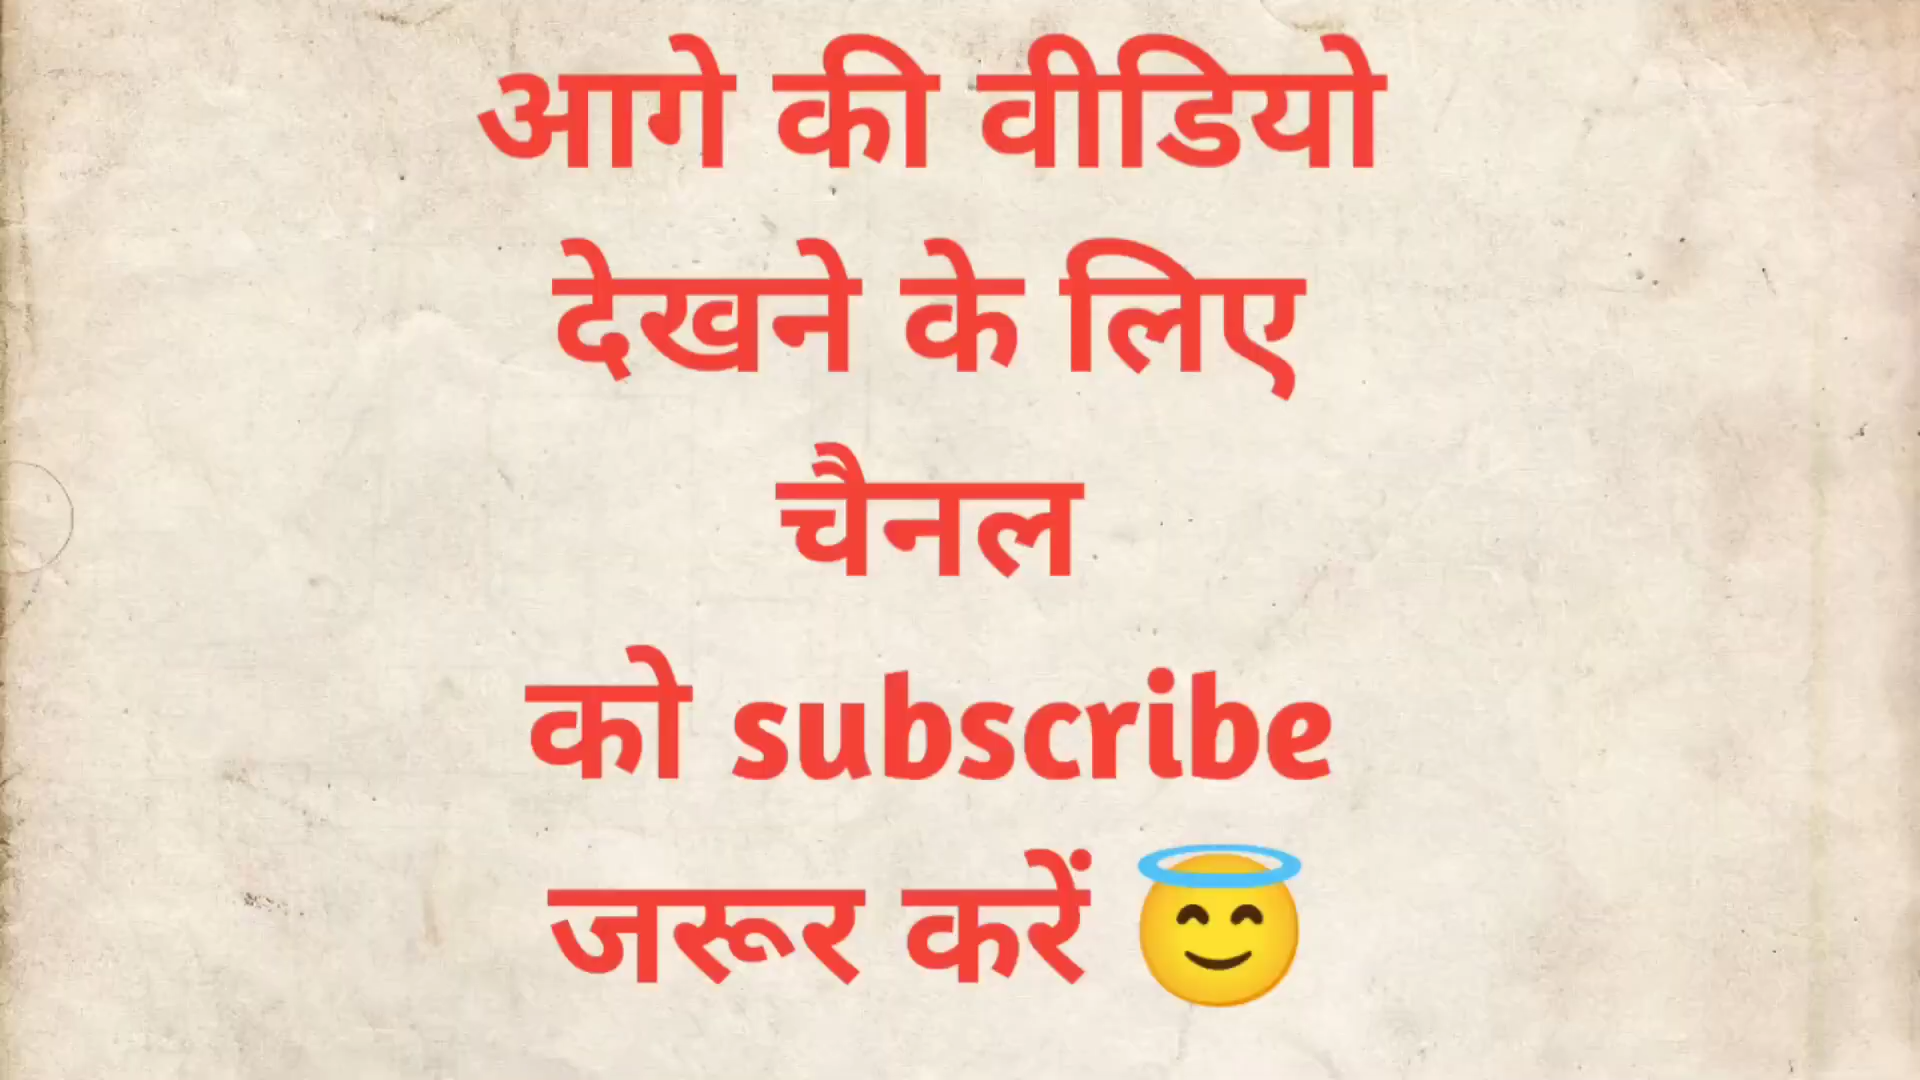 आगे की वीडियो
देखने के लिए
चैनल
को subscribe
जरूर करें 😇